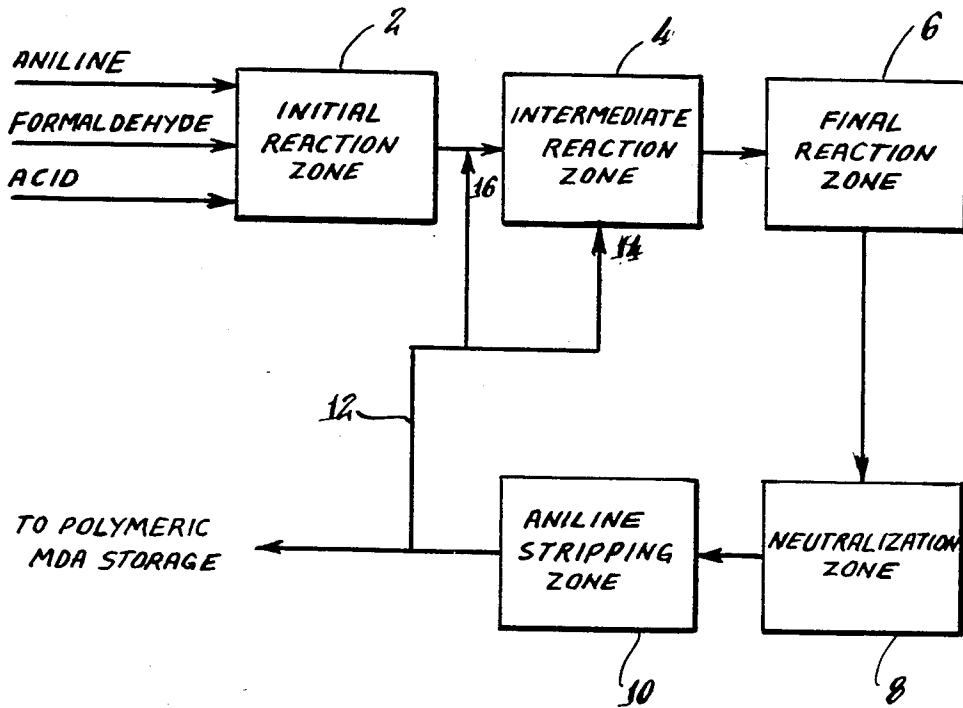 2
4
6
ANILINE
FORMALDEHYDE
ACID
INITIAL
REACTION
ZONE
INTERMEDIATE
REACTION
ZONE
FINAL
REACTION
ZONE
16
14
12
TO POLYMERIC
MDA STORAGE
ANILINE
STRIPPING
ZONE
NEUTRALIZATION
ZONE
10
8